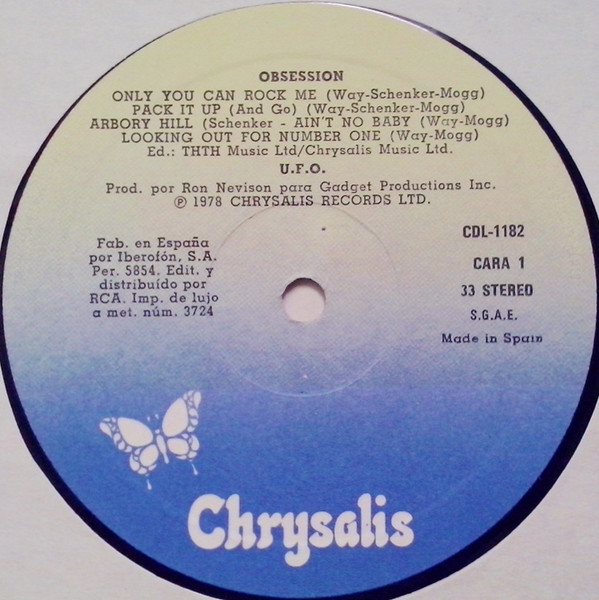 OBSESSION
ONLY YOU CAN ROCK ME (Way-Schenker-Mogg)
PACK IT UP (And Go) (Way-Schenker-Mogg)
ARBORY HILL (Schenker - AIN'T NO BABY (Way-Mogg)
LOOKING OUT FOR NUMBER ONE (Way-Mogg)
Ed.: THTH Music Ltd/Chrysalis Music Ltd.
U.F.O.
Prod. por Ron Nevison para Gadget Productions Inc.
℗ 1978 CHRYSALIS RECORDS LTD.
Fab. en España
por Iberofón, S.A.
Per. 5854. Edit. y
distribuído por
RCA. Imp. de lujo
a met. núm. 3724
CDL-1182
CARA 1
33 STEREO
S.G.A.E.
Made in Spain
Chrysalis